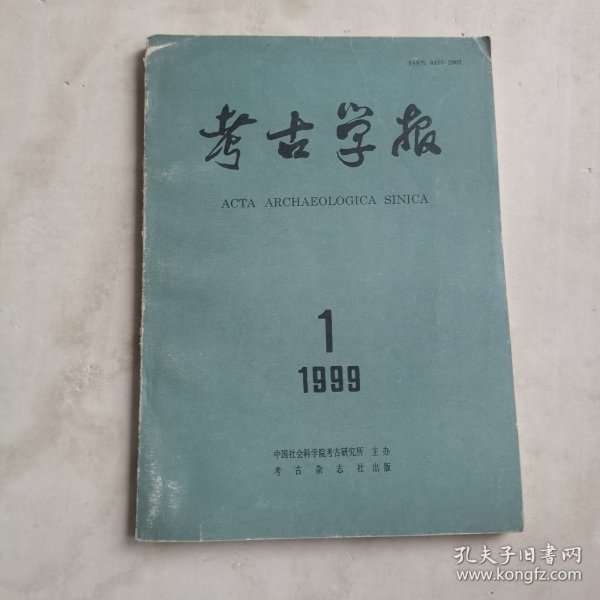 ISSN 0453-2902
考古学报
ACTA ARCHAEOLOGICA SINICA
1
1999
中国社会科学院考古研究所 主办
考古杂志社出版
孔夫子旧书网
www.kongfz.com